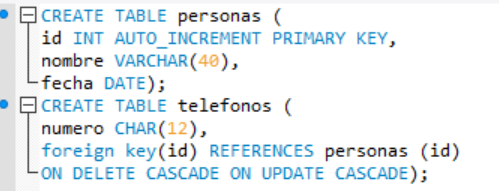 CREATE TABLE personas (
id INT AUTO_INCREMENT PRIMARY KEY,
nombre VARCHAR(40),
fecha DATE);
CREATE TABLE telefonos (
numero CHAR(12),
foreign key(id) REFERENCES personas (id)
ON DELETE CASCADE ON UPDATE CASCADE);